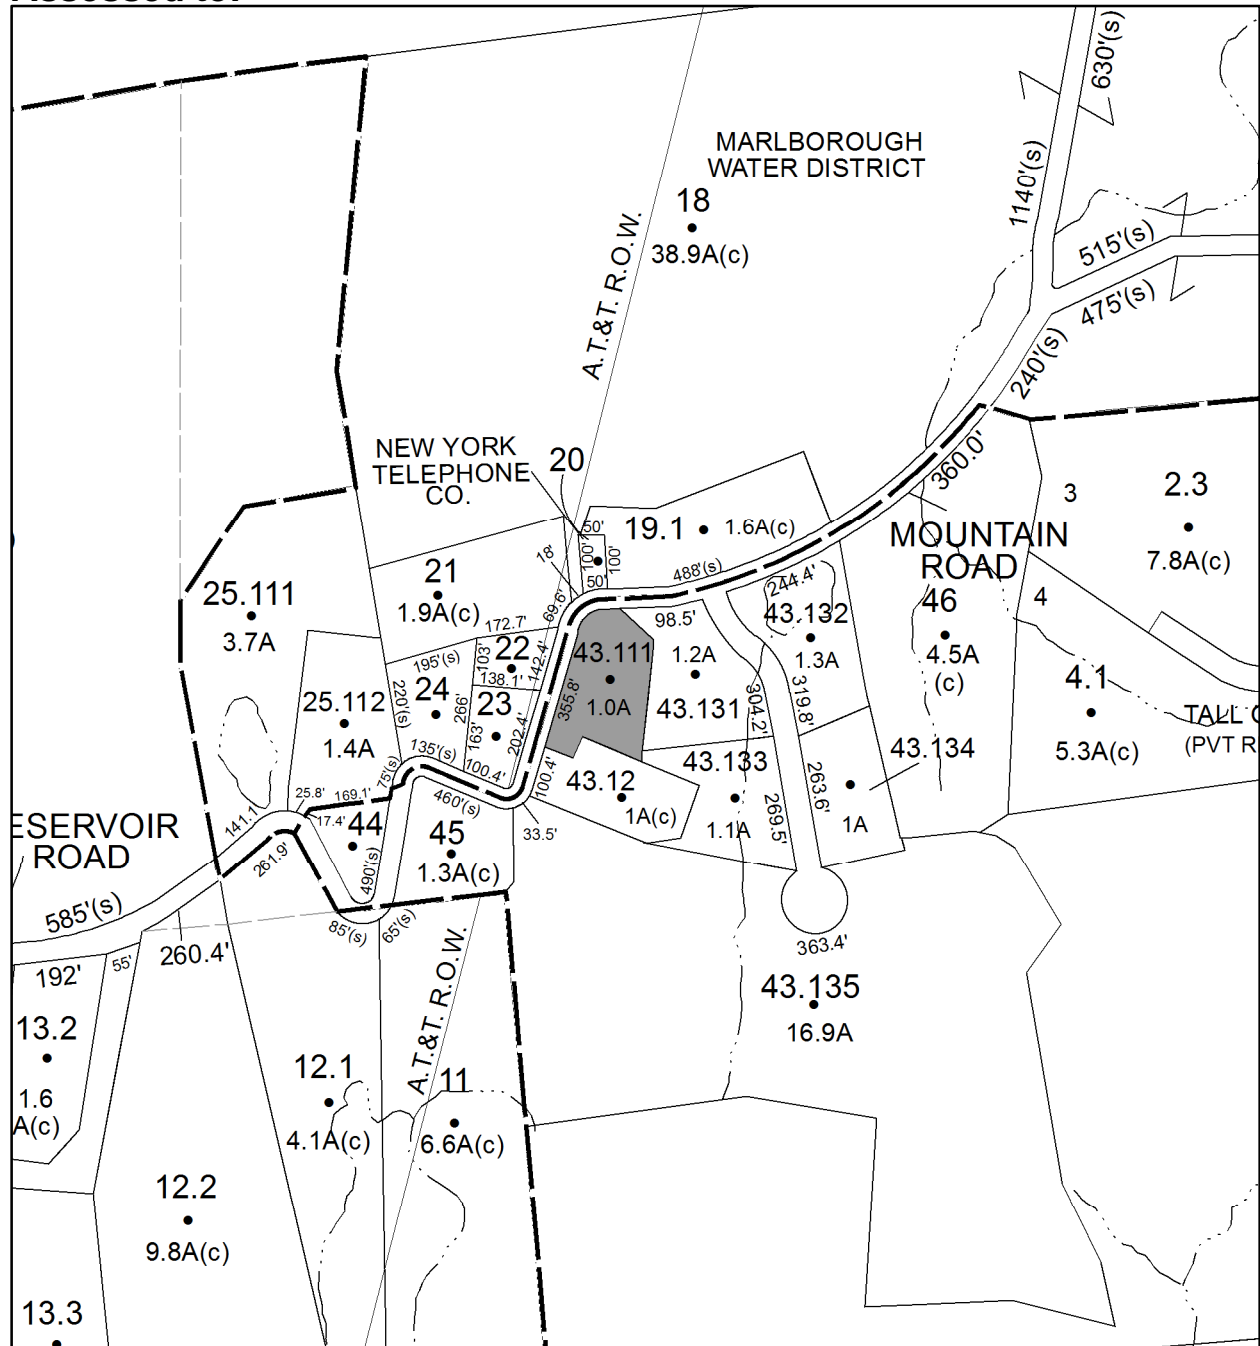 630'(s)
MARLBOROUGH
WATER DISTRICT
1140'(s)
18
38.9A(c)
515'(s)
475'(s)
A.T.&T. R.O.W.
240'(s)
NEW YORK
TELEPHONE
CO.
20
360.0'
3
2.3
50'
19.1
1.6A(c)
MOUNTAIN
ROAD
7.8A(c)
18'
100'
100'
50'
488'(s)
21
1.9A(c)
244.4'
25.111
3.7A
69.6'
172.7'
98.5'
43.132
1.3A
46
4.5A
(c)
4
195'(s)
103'
22
138.1'
142.4'
43.111
1.0A
355.8'
1.2A
43.131
4.1
5.3A(c)
TALL
(PVT R
25.112
1.4A
24
220'(s)
266'
23
163'
202.4'
304.2'
319.8'
43.134
135'(s)
100.4'
100.4'
43.12
1A(c)
43.133
1.1A
263.6'
269.5'
1A
75'(s)
25.8'
169.1'
17.4'
141.1'
460'(s)
33.5'
ESERVOIR
ROAD
44
45
1.3A(c)
261.9'
490'(s)
585'(s)
85'(s)
65'(s)
363.4'
260.4'
192'
55'
43.135
16.9A
A.T.&T. R.O.W.
13.2
1.6
A(c)
12.1
4.1A(c)
11
6.6A(c)
12.2
9.8A(c)
13.3